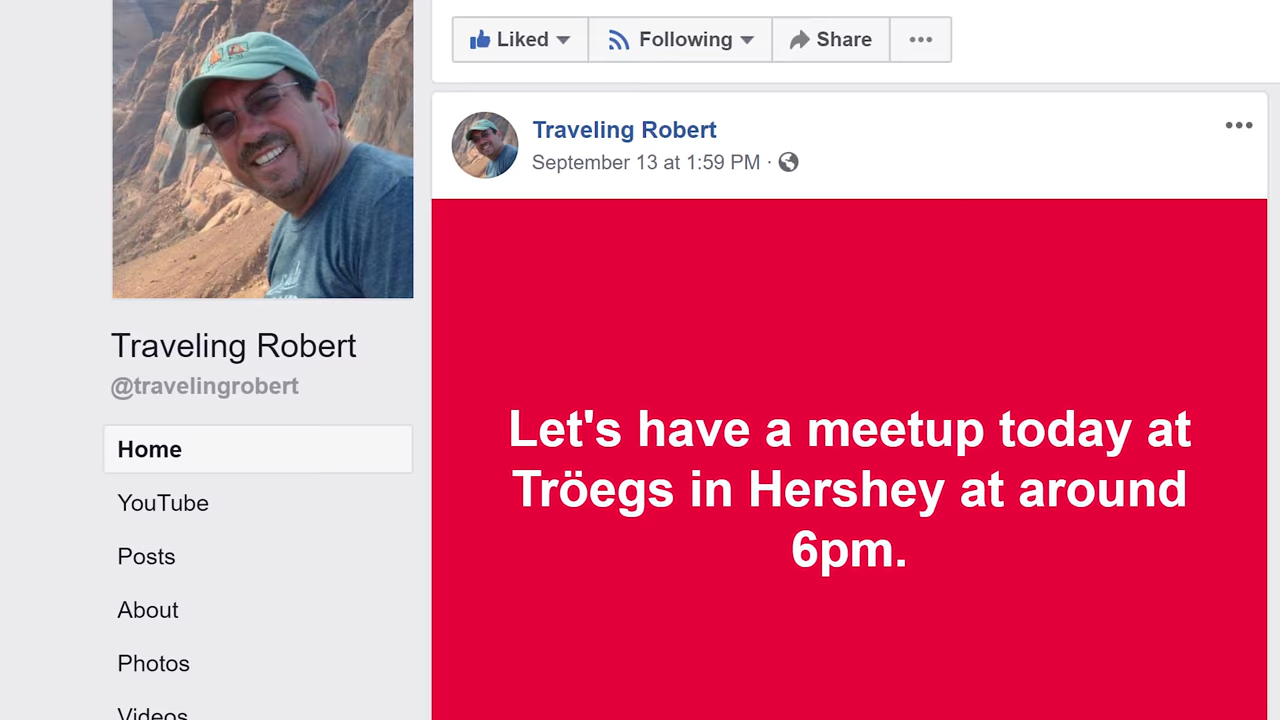 Liked
Following
Share
Traveling Robert
September 13 at 1:59 PM ·
Let's have a meetup today at
Tröegs in Hershey at around
6pm.
Traveling Robert
@travelingrobert
Home
YouTube
Posts
About
Photos
Videos